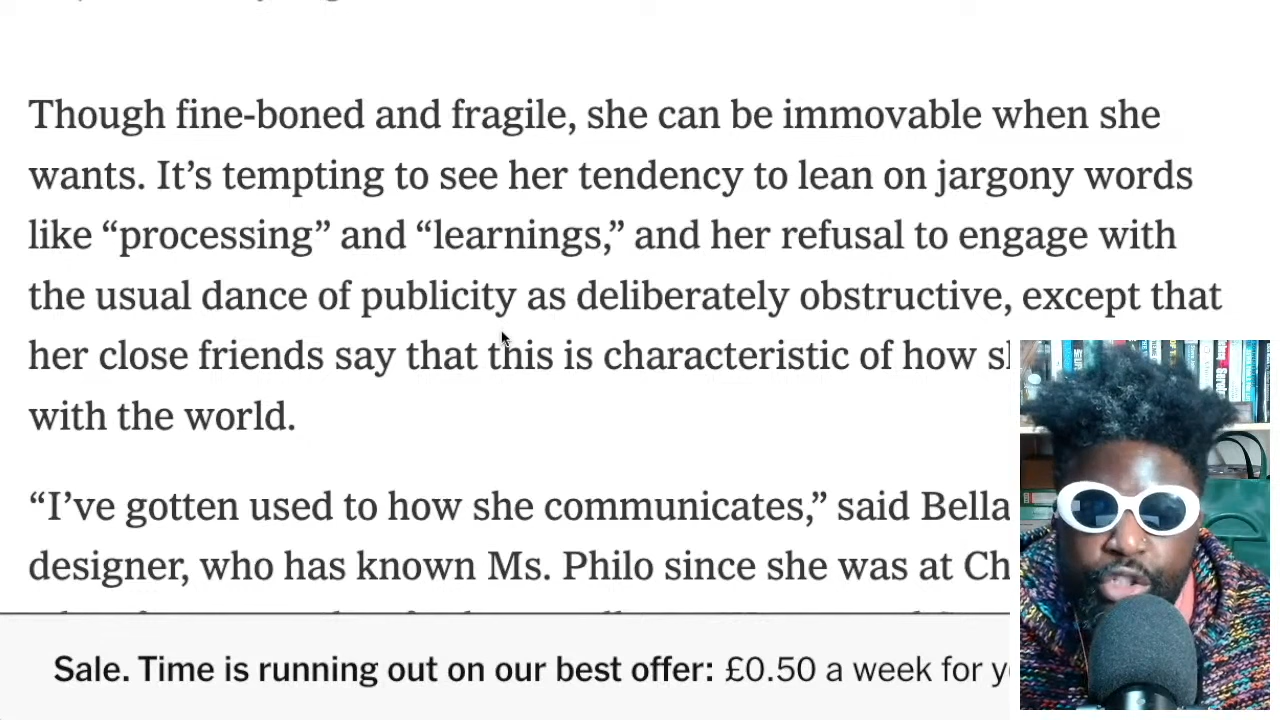 Though fine-boned and fragile, she can be immovable when she
wants. It’s tempting to see her tendency to lean on jargony words
like “processing” and “learnings,” and her refusal to engage with
the usual dance of publicity as deliberately obstructive, except that
her close friends say that this is characteristic of how
with the world.
“I’ve gotten used to how she communicates,” said Bella
designer, who has known Ms. Philo since she was at
Sale. Time is running out on our best offer: £0.50 a week for